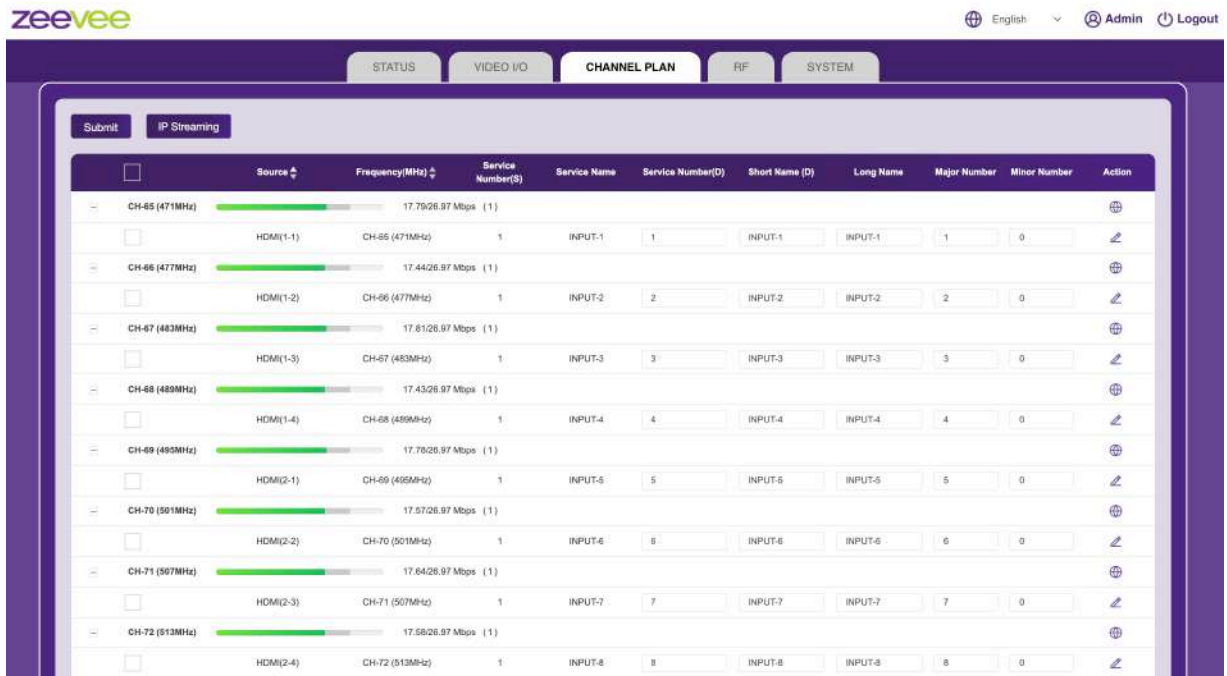 zeevee
English Admin Logout
STATUS VIDEO I/O CHANNEL PLAN RF SYSTEM
Submit IP Streaming
Source Frequency(MHz) Service Number(S) Service Name Service Number(D) Short Name (D) Long Name Major Number Minor Number Action
CH-65 (471MHz) 17.79/26.97 Mbps (1)
HDMI(1-1) CH-65 (471MHz) 1 INPUT-1 1 INPUT-1 INPUT-1 1 0
CH-66 (477MHz) 17.44/26.97 Mbps (1)
HDMI(1-2) CH-66 (477MHz) 1 INPUT-2 2 INPUT-2 INPUT-2 2 0
CH-67 (483MHz) 17.81/26.97 Mbps (1)
HDMI(1-3) CH-67 (483MHz) 1 INPUT-3 3 INPUT-3 INPUT-3 3 0
CH-68 (489MHz) 17.43/26.97 Mbps (1)
HDMI(1-4) CH-68 (489MHz) 1 INPUT-4 4 INPUT-4 INPUT-4 4 0
CH-69 (495MHz) 17.78/26.97 Mbps (1)
HDMI(2-1) CH-69 (495MHz) 1 INPUT-5 5 INPUT-5 INPUT-5 5 0
CH-70 (501MHz) 17.57/26.97 Mbps (1)
HDMI(2-2) CH-70 (501MHz) 1 INPUT-6 6 INPUT-6 INPUT-6 6 0
CH-71 (507MHz) 17.64/26.97 Mbps (1)
HDMI(2-3) CH-71 (507MHz) 1 INPUT-7 7 INPUT-7 INPUT-7 7 0
CH-72 (513MHz) 17.58/26.97 Mbps (1)
HDMI(2-4) CH-72 (513MHz) 1 INPUT-8 8 INPUT-8 INPUT-8 8 0